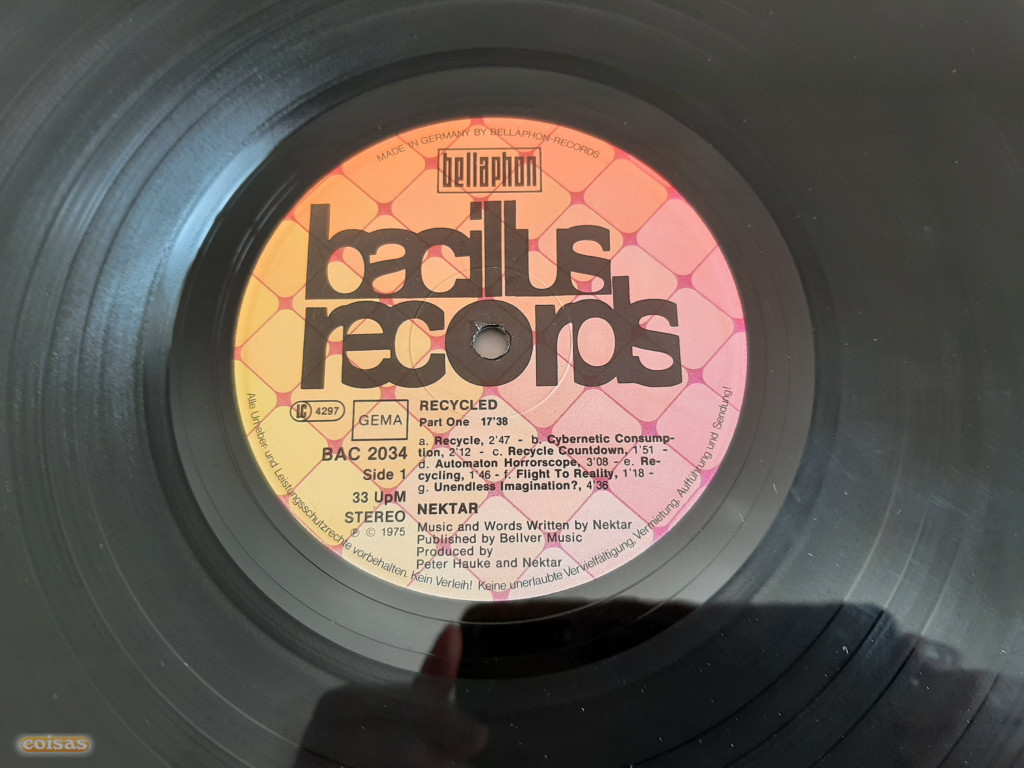 MADE IN GERMANY BY BELLAPHON-RECORDS
bellaphon
bacillus
records
LC 4297
GEMA
BAC 2034
Side 1
33 UpM
STEREO
℗ © 1975
RECYCLED
Part One 17'38
a. Recycle, 2'47 - b. Cybernetic Consump-
tion, 2'12 - c. Recycle Countdown, 1'51 -
d. Automaton Horrorscope, 3'08 - e. Re-
cycling, 1'46 - f. Flight To Reality, 1'18 -
g. Unendless Imagination?, 4'36
NEKTAR
Music and Words Written by Nektar
Published by Bellver Music
Produced by
Peter Hauke and Nektar
Alle Urheber und Leistungsschutzrechte vorbehalten. Kein Verleih! Keine unerlaubte Vervielfältigung, Vermietung, Aufführung und Sendung!
coisas